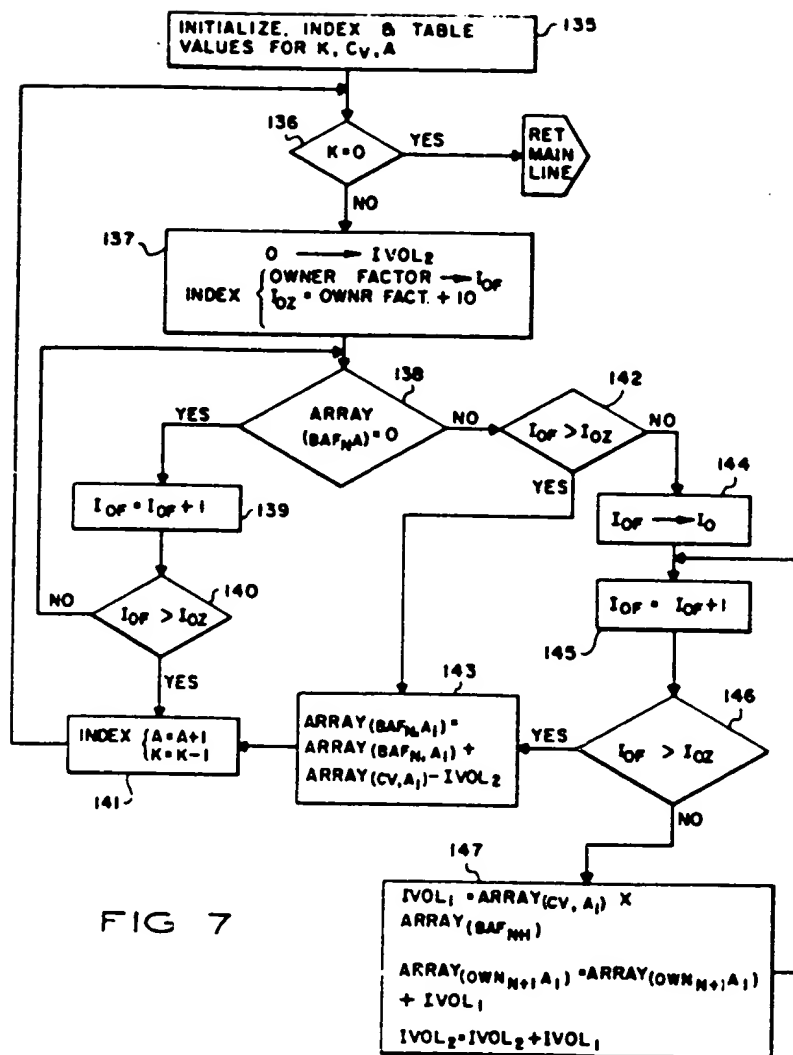 INITIALIZE, INDEX & TABLE
VALUES FOR K, CV, A
135
136
K=0
YES
RET
MAIN
LINE
NO
137
0 → IVOL2
INDEX { OWNER FACTOR → IOF
IOZ = OWNR FACT. + 10
138
142
YES
ARRAY
(BAFNA) = 0
NO
IOF > IOZ
NO
YES
144
IOF = IOF + 1
139
IOF → IO
140
NO
IOF > IOZ
IOF = IOF + 1
145
YES
143
146
INDEX { A = A+1
K = K-1
141
ARRAY(BAFN, A1) =
ARRAY(BAFN, A1) +
ARRAY(CV, A1) - IVOL2
YES
IOF > IOZ
NO
147
IVOL1 = ARRAY(CV, A1) X
ARRAY(BAFN+1)
ARRAY(OWNN+1 A1) = ARRAY(OWNN+1 A1)
+ IVOL1
IVOL2 = IVOL2 + IVOL1
FIG 7